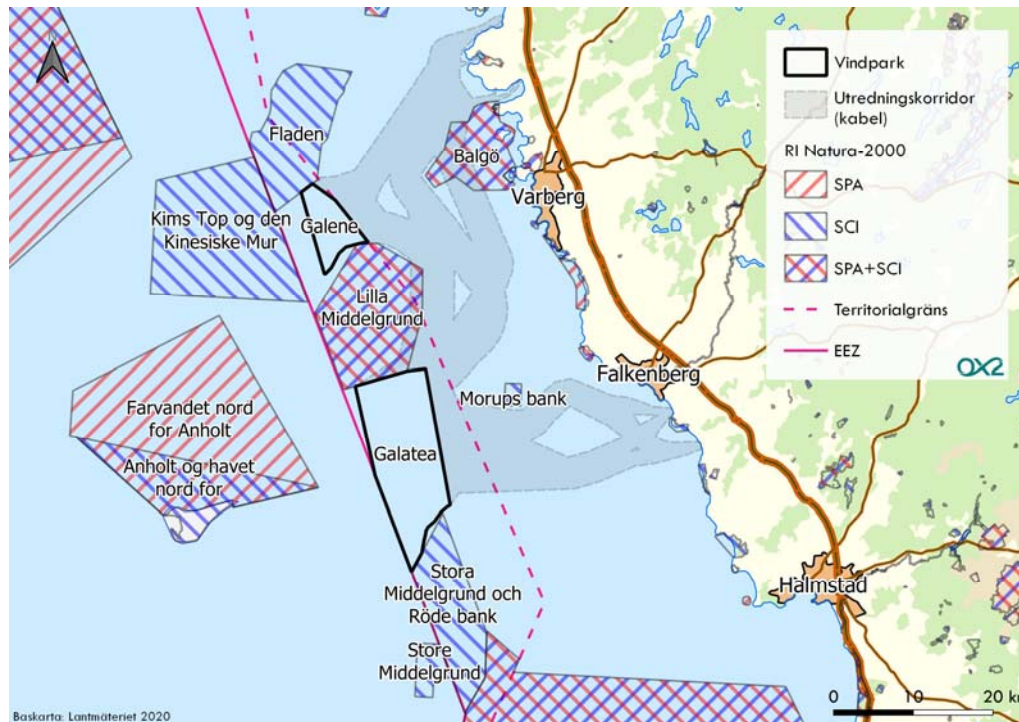 Vindpark
Utredningskorridor
(kabel)
RI Natura-2000
SPA
SCI
SPA+SCI
Territorialgräns
EEZ
OX2
Fladen
Balgö
Varberg
Kims Top og den
Kinesiske Mur
Galene
Lilla
Middelgrund
Falkenberg
Morups bank
Farvandet nord
for Anholt
Galatea
Anholt og havet
nord for
Stora
Middelgrund och
Röde bank
Halmstad
Store
Middelgrund
0 10 20 km
Baskarta: Lantmäteriet 2020